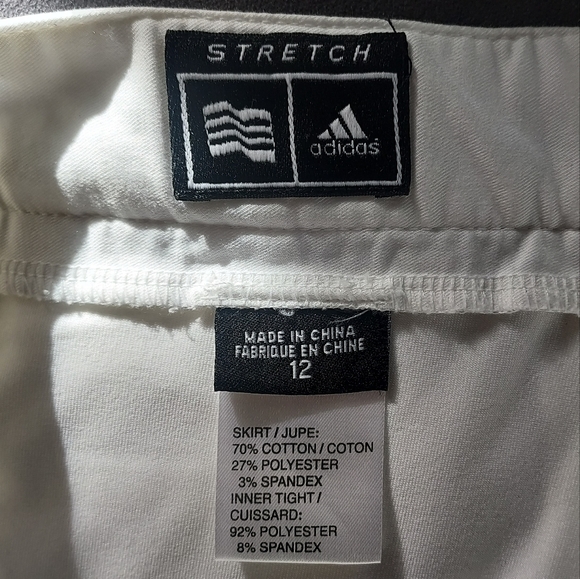 STRETCH
adidas
MADE IN CHINA
FABRIQUE EN CHINE
12
SKIRT / JUPE:
70% COTTON / COTON
27% POLYESTER
3% SPANDEX
INNER TIGHT /
CUISSARD:
92% POLYESTER
8% SPANDEX